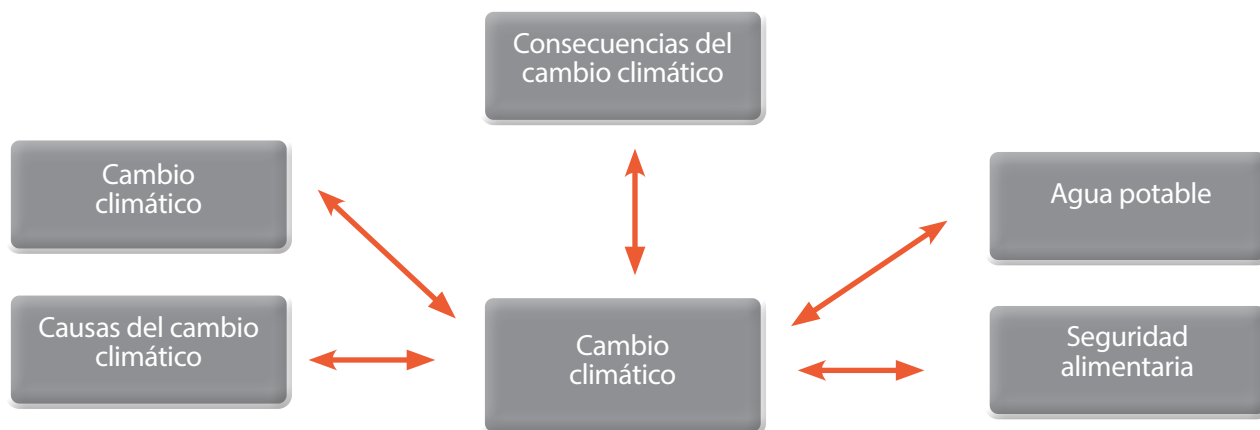 Consecuencias del
cambio climático
Cambio
climático
Agua potable
Causas del cambio
climático
Cambio
climático
Seguridad
alimentaria